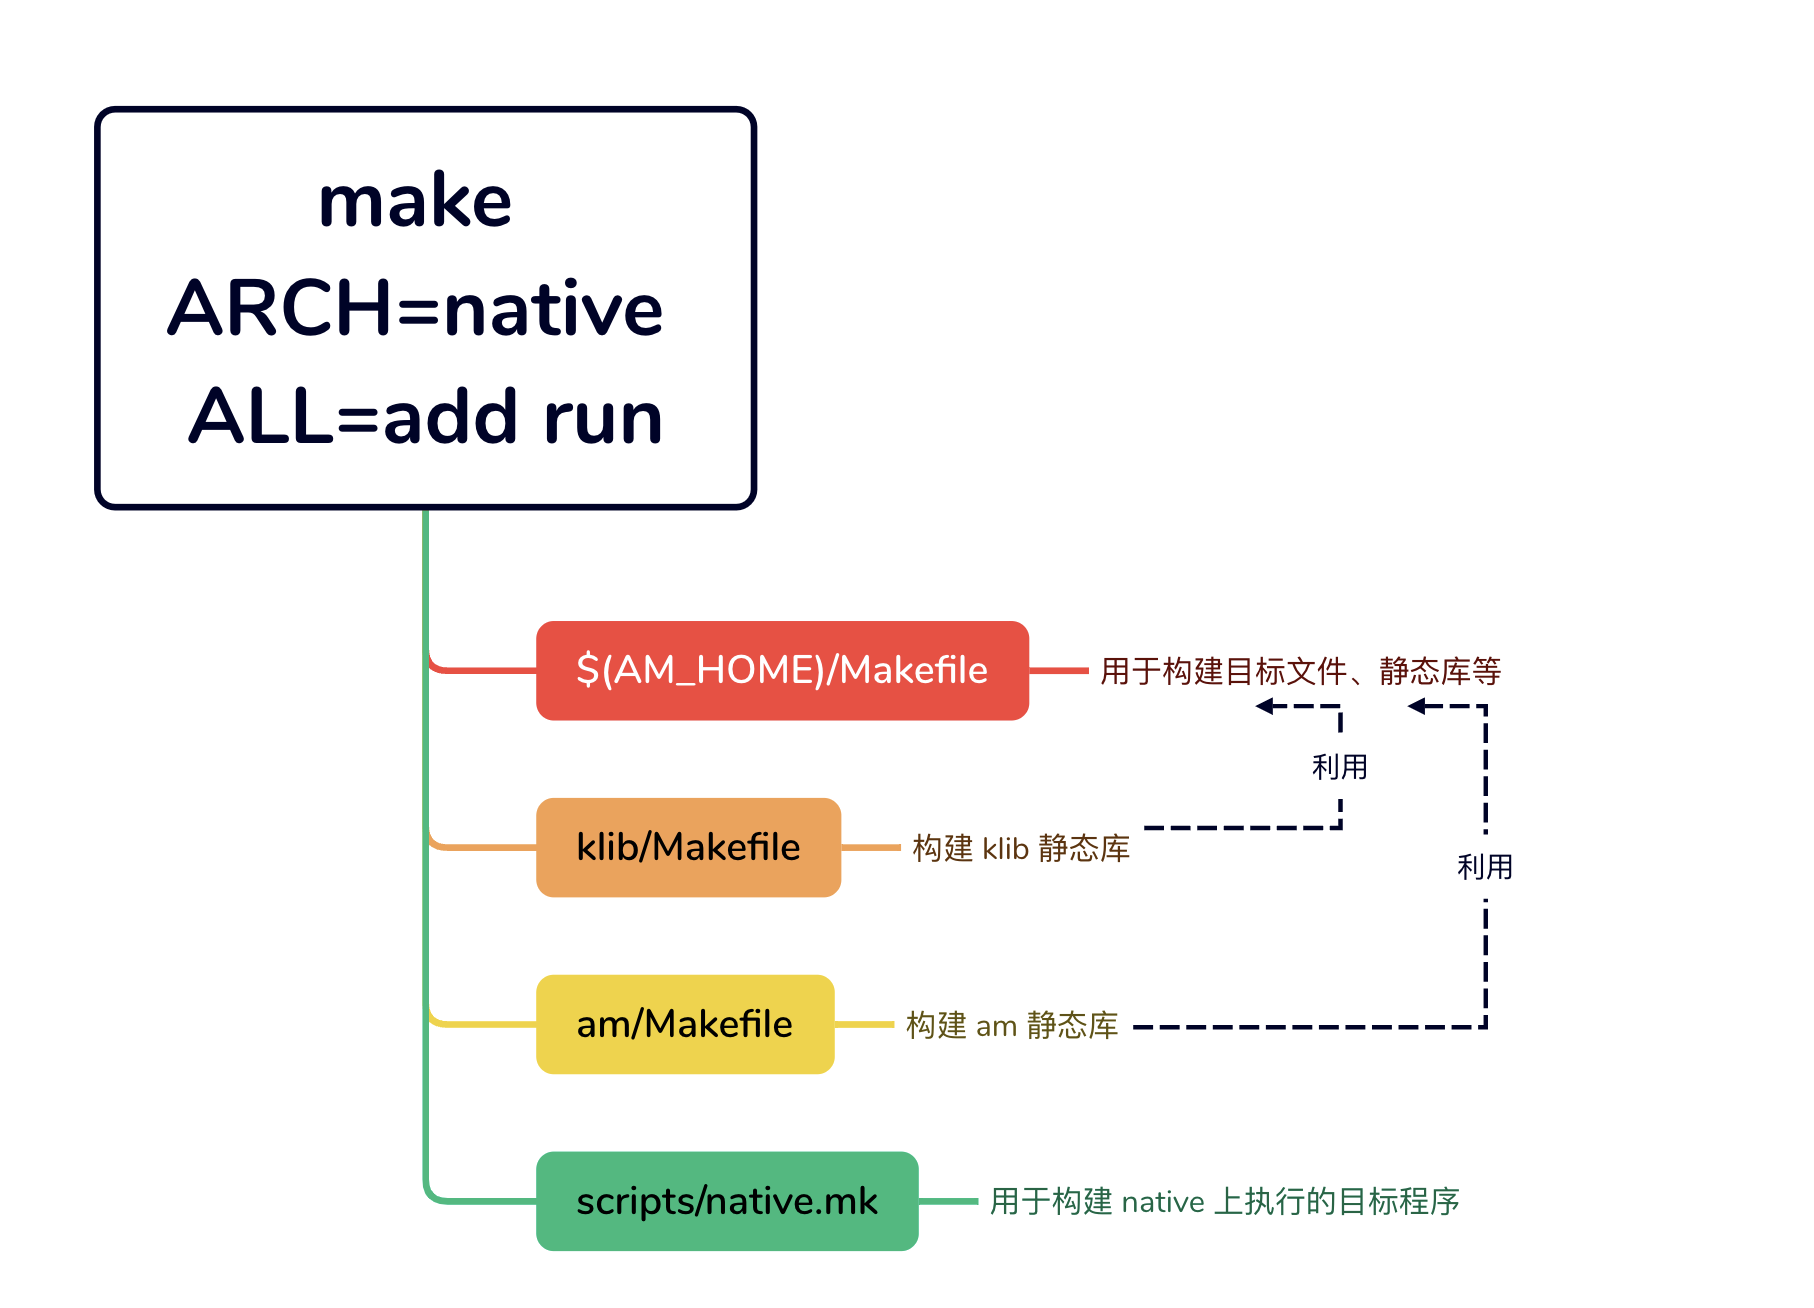 make
ARCH=native
ALL=add run
$(AM_HOME)/Makefile
用于构建目标文件、静态库等
利用
klib/Makefile
构建 klib 静态库
利用
am/Makefile
构建 am 静态库
scripts/native.mk
用于构建 native 上执行的目标程序